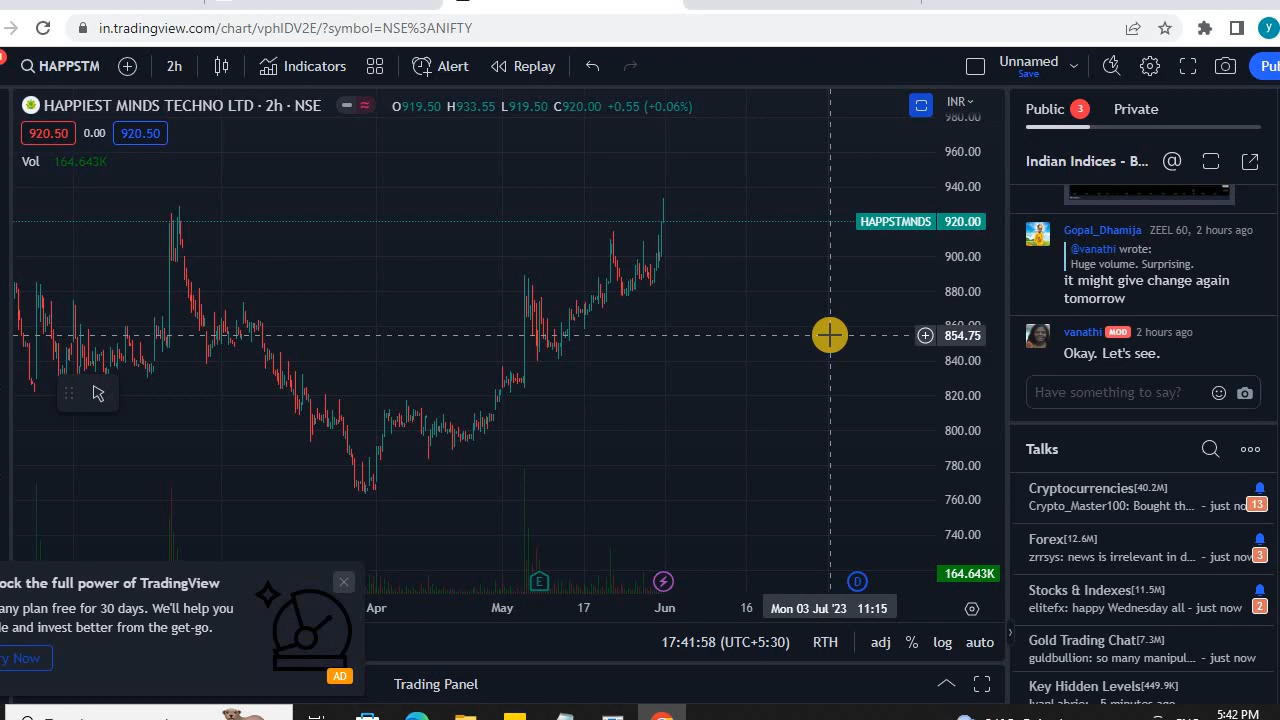 in.tradingview.com/chart/vphIDV2E/?symbol=NSE%3ANIFTY
y
HAPPSTM
2h
Indicators
Alert
Replay
Unnamed
Save
Pul
HAPPIEST MINDS TECHNO LTD · 2h · NSE
O919.50 H933.55 L919.50 C920.00 +0.55 (+0.06%)
INR
920.50 0.00 920.50
Vol 164.643K
980.00
960.00
940.00
HAPPSTMNDS 920.00
900.00
880.00
860.00
854.75
840.00
820.00
800.00
780.00
760.00
740.00
164.643K
E
D
Apr May 17 Jun 16 Mon 03 Jul '23 11:15
17:41:58 (UTC+5:30) RTH adj % log auto
Trading Panel
ock the full power of TradingView
any plan free for 30 days. We'll help you
le and invest better from the get-go.
ry Now
AD
Public 3 Private
Indian Indices - B...
Gopal_Dhamija ZEEL 60, 2 hours ago
@vanathi wrote:
Huge volume. Surprising.
it might give change again
tomorrow
vanathi MOD 2 hours ago
Okay. Let's see.
Have something to say?
Talks
Cryptocurrencies[40.2M]
Crypto_Master100: Bought th... - just now
13
Forex[12.6M]
zrrsys: news is irrelevant in d... - just now
3
Stocks & Indexes[11.5M]
elitefx: happy Wednesday all - just now
2
Gold Trading Chat[7.3M]
guldbullion: so many manipul... - just now
Key Hidden Levels[449.9K]
5:42 PM